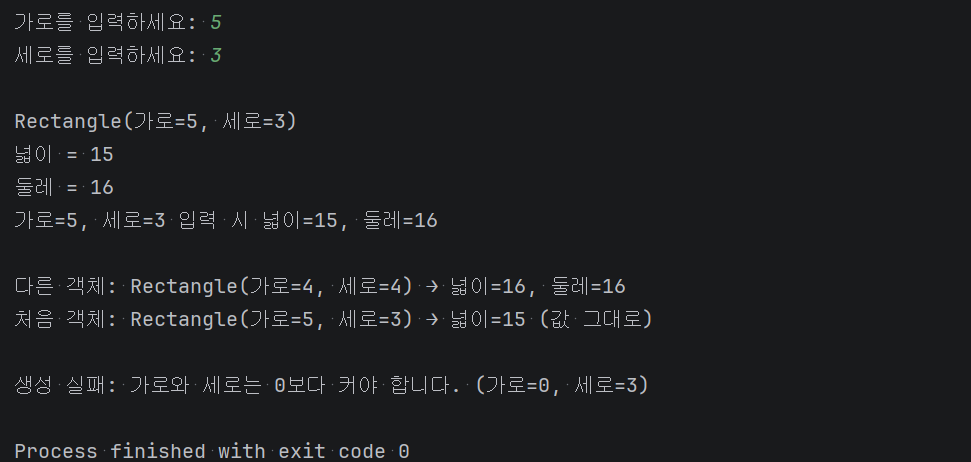 가로를 입력하세요: 5
세로를 입력하세요: 3
Rectangle(가로=5, 세로=3)
넓이 = 15
둘레 = 16
가로=5, 세로=3 입력 시 넓이=15, 둘레=16
다른 객체: Rectangle(가로=4, 세로=4) → 넓이=16, 둘레=16
처음 객체: Rectangle(가로=5, 세로=3) → 넓이=15 (값 그대로)
생성 실패: 가로와 세로는 0보다 커야 합니다. (가로=0, 세로=3)
Process finished with exit code 0